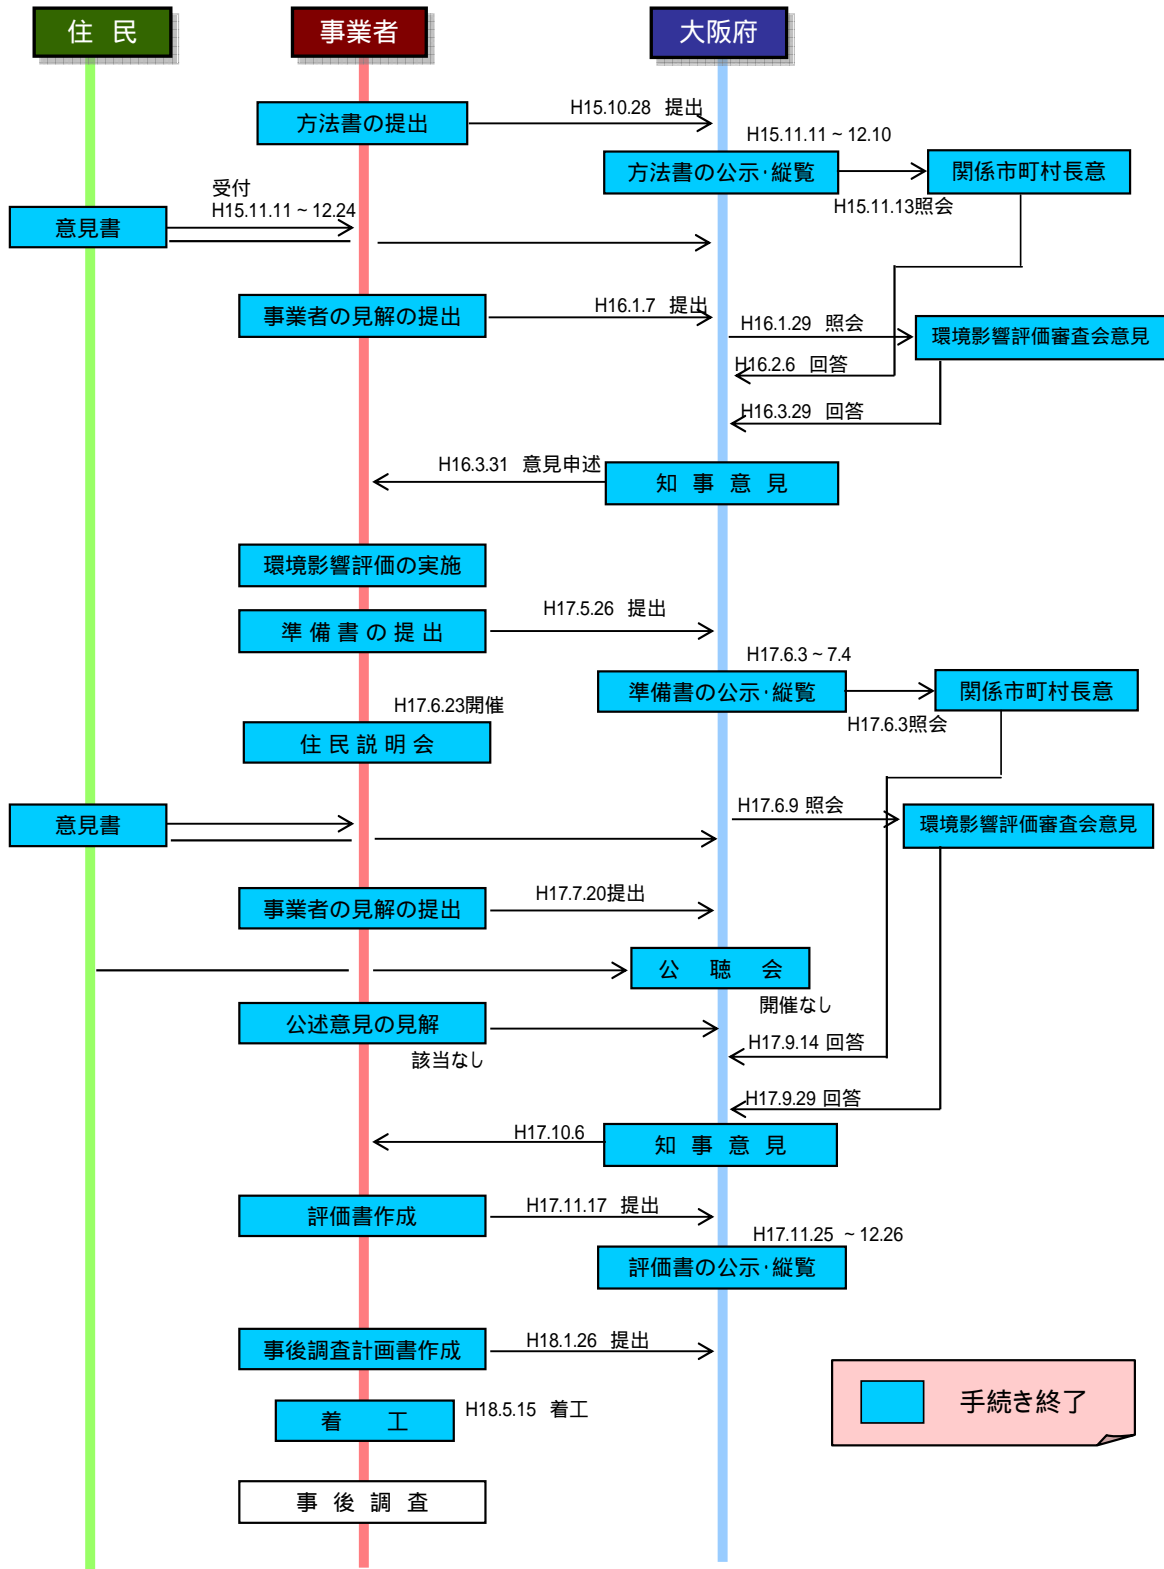 住 民
事業者
大阪府
H15.10.28 提出
方法書の提出
H15.11.11 ~ 12.10
方法書の公示･縦覧
関係市町村長意
受付
H15.11.11 ~ 12.24
H15.11.13照会
意見書
H16.1.7 提出
事業者の見解の提出
H16.1.29 照会
環境影響評価審査会意見
H16.2.6 回答
H16.3.29 回答
H16.3.31 意見申述
知 事 意 見
環境影響評価の実施
H17.5.26 提出
準 備 書 の 提 出
H17.6.3 ~ 7.4
準備書の公示･縦覧
関係市町村長意
H17.6.23開催
H17.6.3照会
住 民 説 明 会
H17.6.9 照会
意見書
環境影響評価審査会意見
H17.7.20提出
事業者の見解の提出
公 聴 会
開催なし
公述意見の見解
H17.9.14 回答
該当なし
H17.9.29 回答
H17.10.6
知 事 意 見
H17.11.17 提出
評価書作成
H17.11.25 ~ 12.26
評価書の公示･縦覧
H18.1.26 提出
事後調査計画書作成
手続き終了
着 工
H18.5.15 着工
事 後 調 査